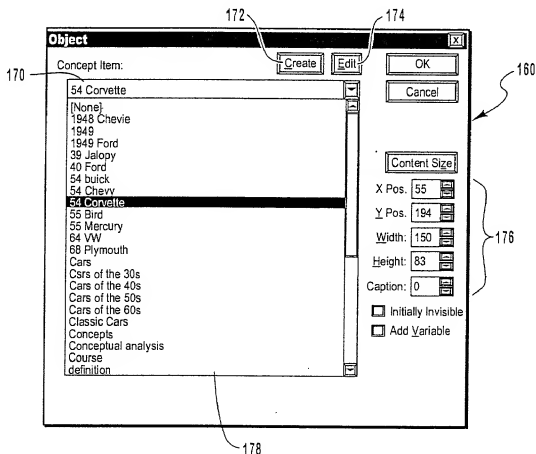 172
174
Object
X
Concept Item:
Create
Edit
OK
170
160
54 Corvette
Cancel
[None]
1948 Chevie
1949
1949 Ford
39 Jalopy
40 Ford
54 buick
54 Chevy
54 Corvette
55 Bird
55 Mercury
64 VW
68 Plymouth
Cars
Csrs of the 30s
Cars of the 40s
Cars of the 50s
Cars of the 60s
Classic Cars
Concepts
Conceptual analysis
Course
definition
Content Size
X Pos. 55
Y Pos. 194
Width: 150
Height: 83
Caption: 0
176
Initially Invisible
Add Variable
178